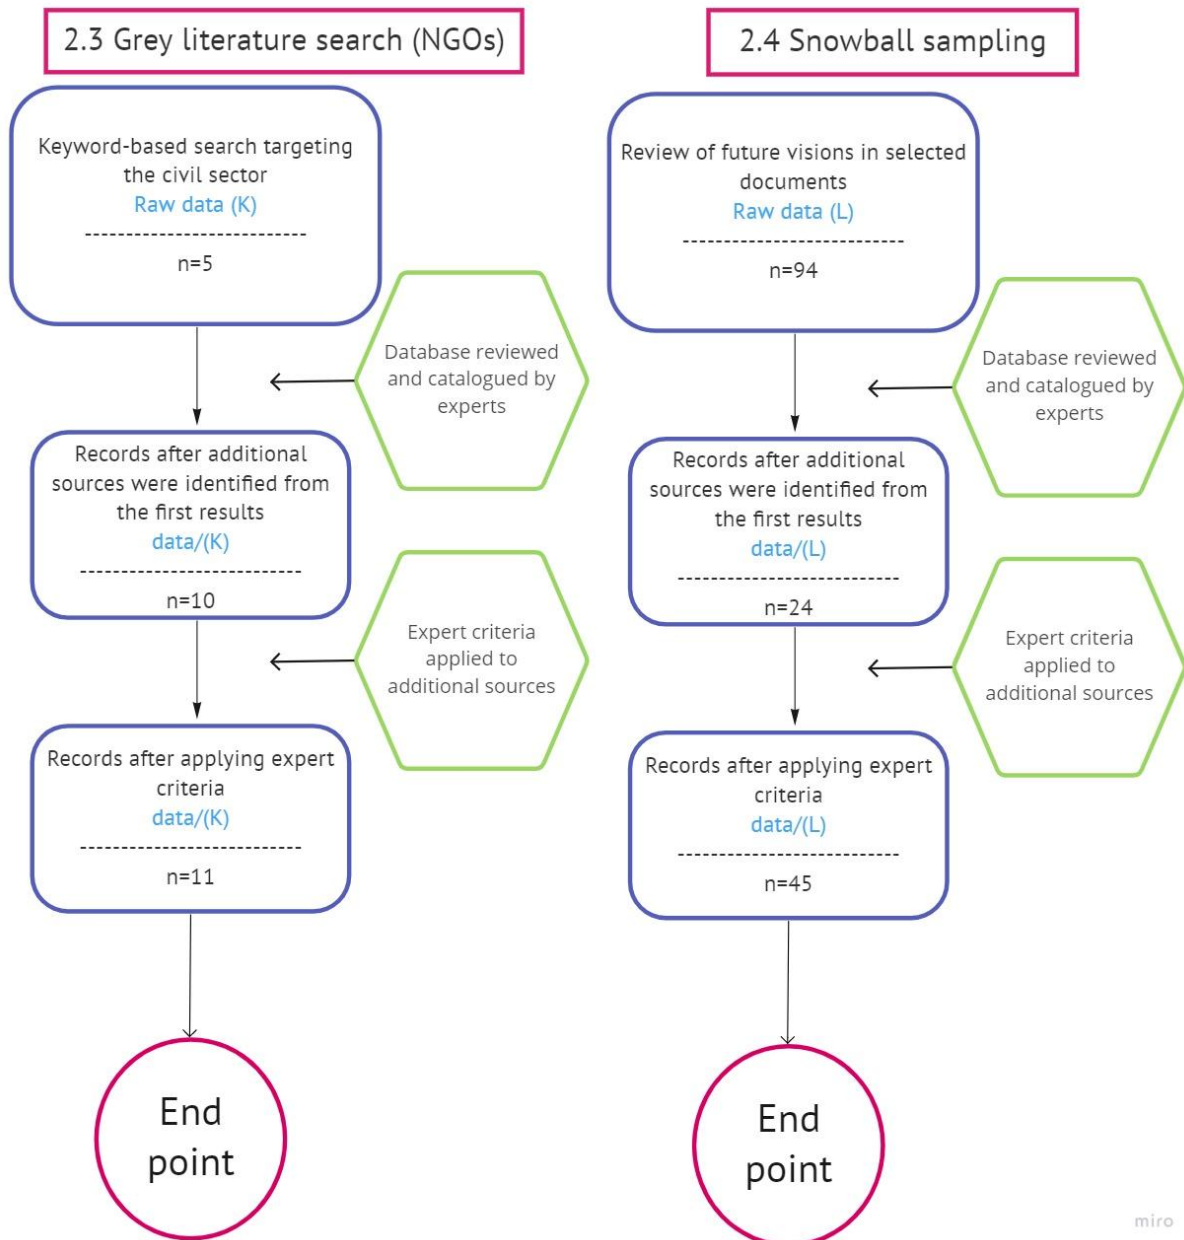 2.3 Grey literature search (NGOs)
Keyword-based search targeting
the civil sector
Raw data (K)
---------------------------
n=5
Database reviewed
and catalogued by
experts
Records after additional
sources were identified from
the first results
data/(K)
---------------------------
n=10
Expert criteria
applied to
additional sources
Records after applying expert
criteria
data/(K)
---------------------------
n=11
End
point
2.4 Snowball sampling
Review of future visions in selected
documents
Raw data (L)
---------------------------
n=94
Database reviewed
and catalogued by
experts
Records after additional
sources were identified from
the first results
data/(L)
---------------------------
n=24
Expert criteria
applied to
additional sources
Records after applying expert
criteria
data/(L)
---------------------------
n=45
End
point
miro